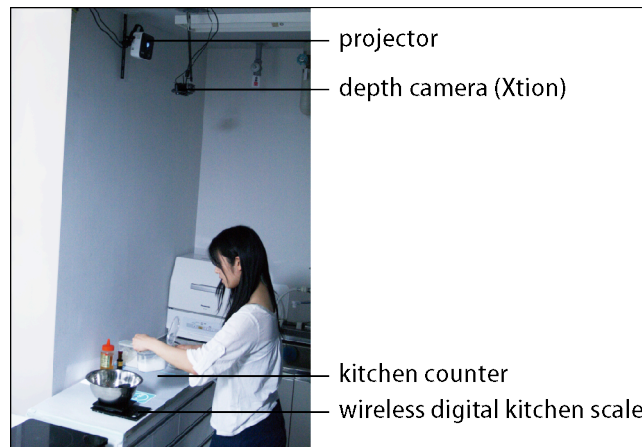 projector
depth camera (Xtion)
kitchen counter
wireless digital kitchen scale